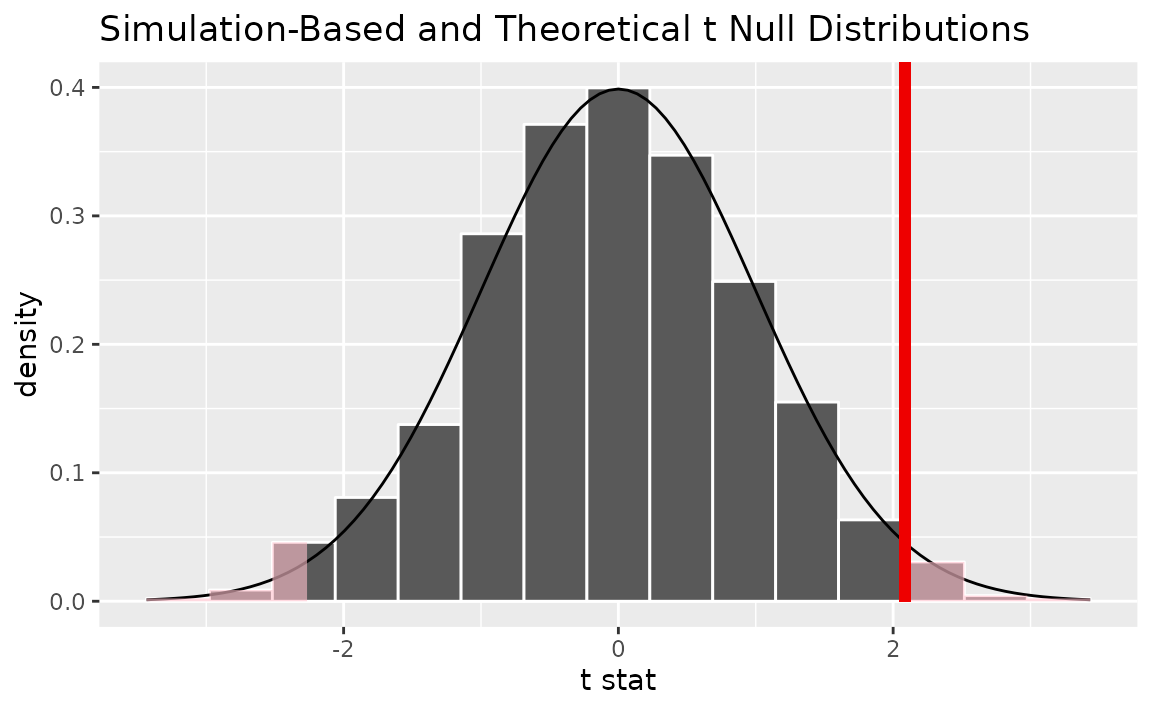 Simulation-Based and Theoretical t Null Distributions
0.4
0.3
0.2
0.1
0.0
density
-2 0 2
t stat